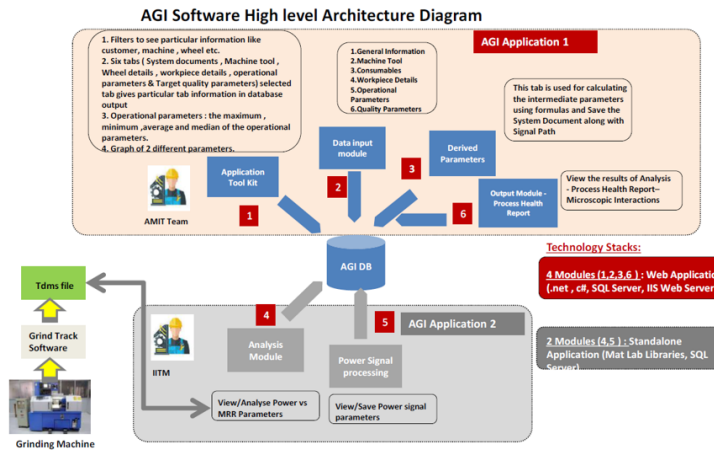 AGI Software High level Architecture Diagram
AGI Application 1
1. Filters to see particular information like
customer, machine , wheel etc.
2. Six tabs ( System documents , Machine tool ,
Wheel details , workpiece details , operational
parameters & Target quality parameters) selected
tab gives particular tab information in database
output
3. Operational parameters : the maximum ,
minimum ,average and median of the operational
parameters.
4. Graph of 2 different parameters.
1.General Information
2.Machine Tool
3.Consumables
4.Workpiece Details
5.Operational
Parameters
6.Quality Parameters
This tab is used for calculating
the intermediate parameters
using formulas and Save the
System Document along with
Signal Path
Application
Tool Kit
Data input
module
Derived
Parameters
Output Module -
Process Health
Report
View the results of Analysis
- Process Health Report–
Microscopic Interactions
AMIT Team
1
2
3
6
AGI DB
Technology Stacks:
4 Modules (1,2,3,6 ) : Web Applicatio
(.net , c#, SQL Server, IIS Web Server
2 Modules (4,5 ) : Standalone
Application (Mat Lab Libraries, SQL
Server)
Tdms file
Grind Track
Software
Grinding Machine
IITM
4
5
AGI Application 2
Analysis
Module
Power Signal
processing
View/Analyse Power vs
MRR Parameters
View/Save Power signal
parameters